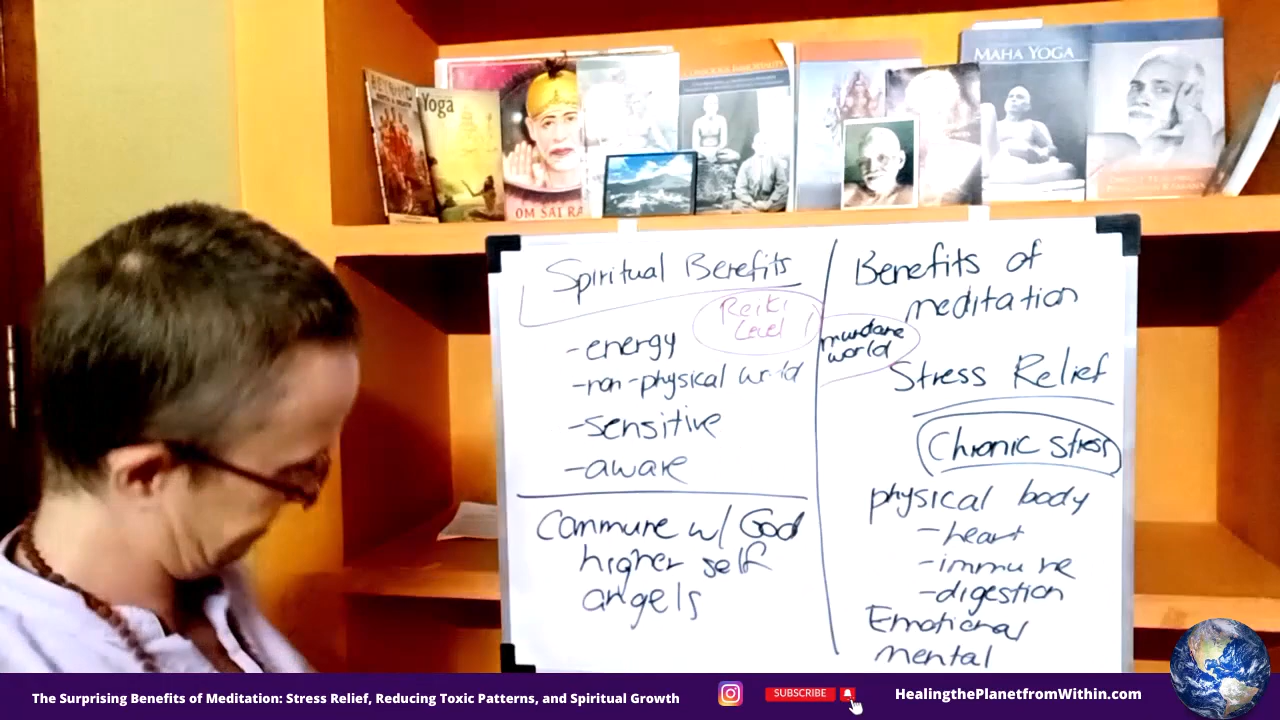 Yoga
OM SAI RA
MAHA YOGA
Spiritual Benefits
Reiki
Level 1
- energy
- non-physical world
- sensitive
- aware
Commune w/ God
higher self
angels
Benefits of
meditation
mundane
world
Stress Relief
Chronic stress
physical body
- heart
- immune
- digestion
Emotional
mental
The Surprising Benefits of Meditation: Stress Relief, Reducing Toxic Patterns, and Spiritual Growth
SUBSCRIBE
HealingthePlanetfromWithin.com